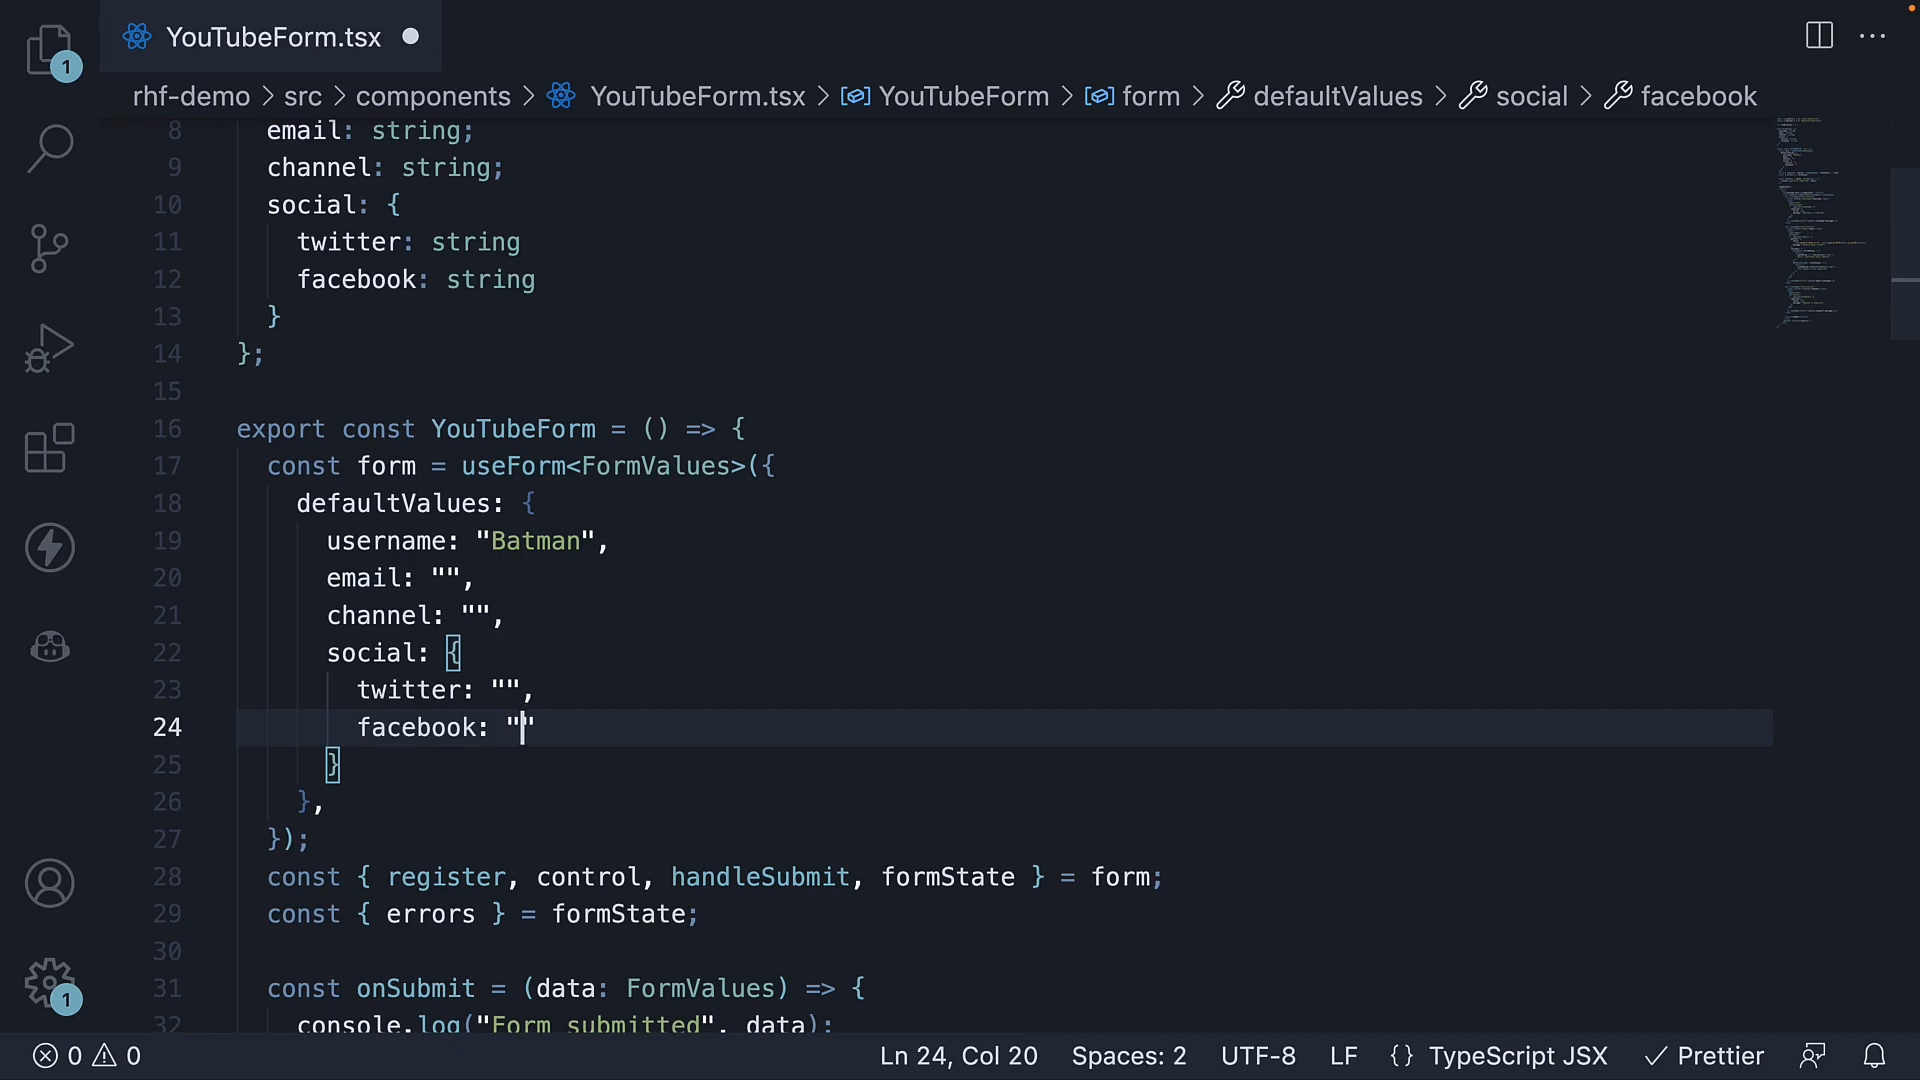 YouTubeForm.tsx
1
rhf-demo > src > components > YouTubeForm.tsx > YouTubeForm > form > defaultValues > social > facebook
8 email: string;
9 channel: string;
10 social: {
11 twitter: string
12 facebook: string
13 }
14 };
15
16 export const YouTubeForm = () => {
17 const form = useForm<FormValues>({
18 defaultValues: {
19 username: "Batman",
20 email: "",
21 channel: "",
22 social: {
23 twitter: "",
24 facebook: ""
25 }
26 },
27 });
28 const { register, control, handleSubmit, formState } = form;
29 const { errors } = formState;
30
31 const onSubmit = (data: FormValues) => {
32 console.log("Form submitted", data);
1
0 0 Ln 24, Col 20 Spaces: 2 UTF-8 LF {} TypeScript JSX Prettier